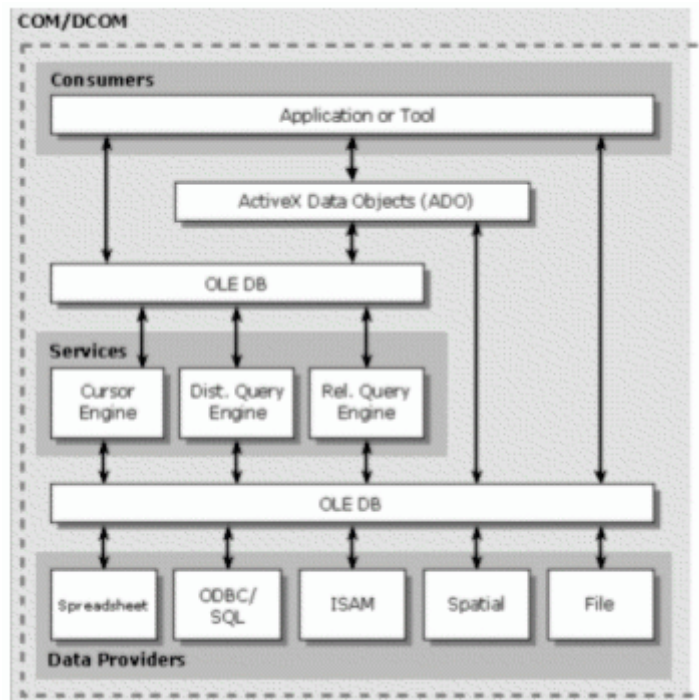 COM/DCOM
Consumers
Application or Tool
ActiveX Data Objects (ADO)
OLE DB
Services
Cursor
Engine
Dist. Query
Engine
Rel. Query
Engine
OLE DB
Spreadsheet
ODBC/
SQL
ISAM
Spatial
File
Data Providers